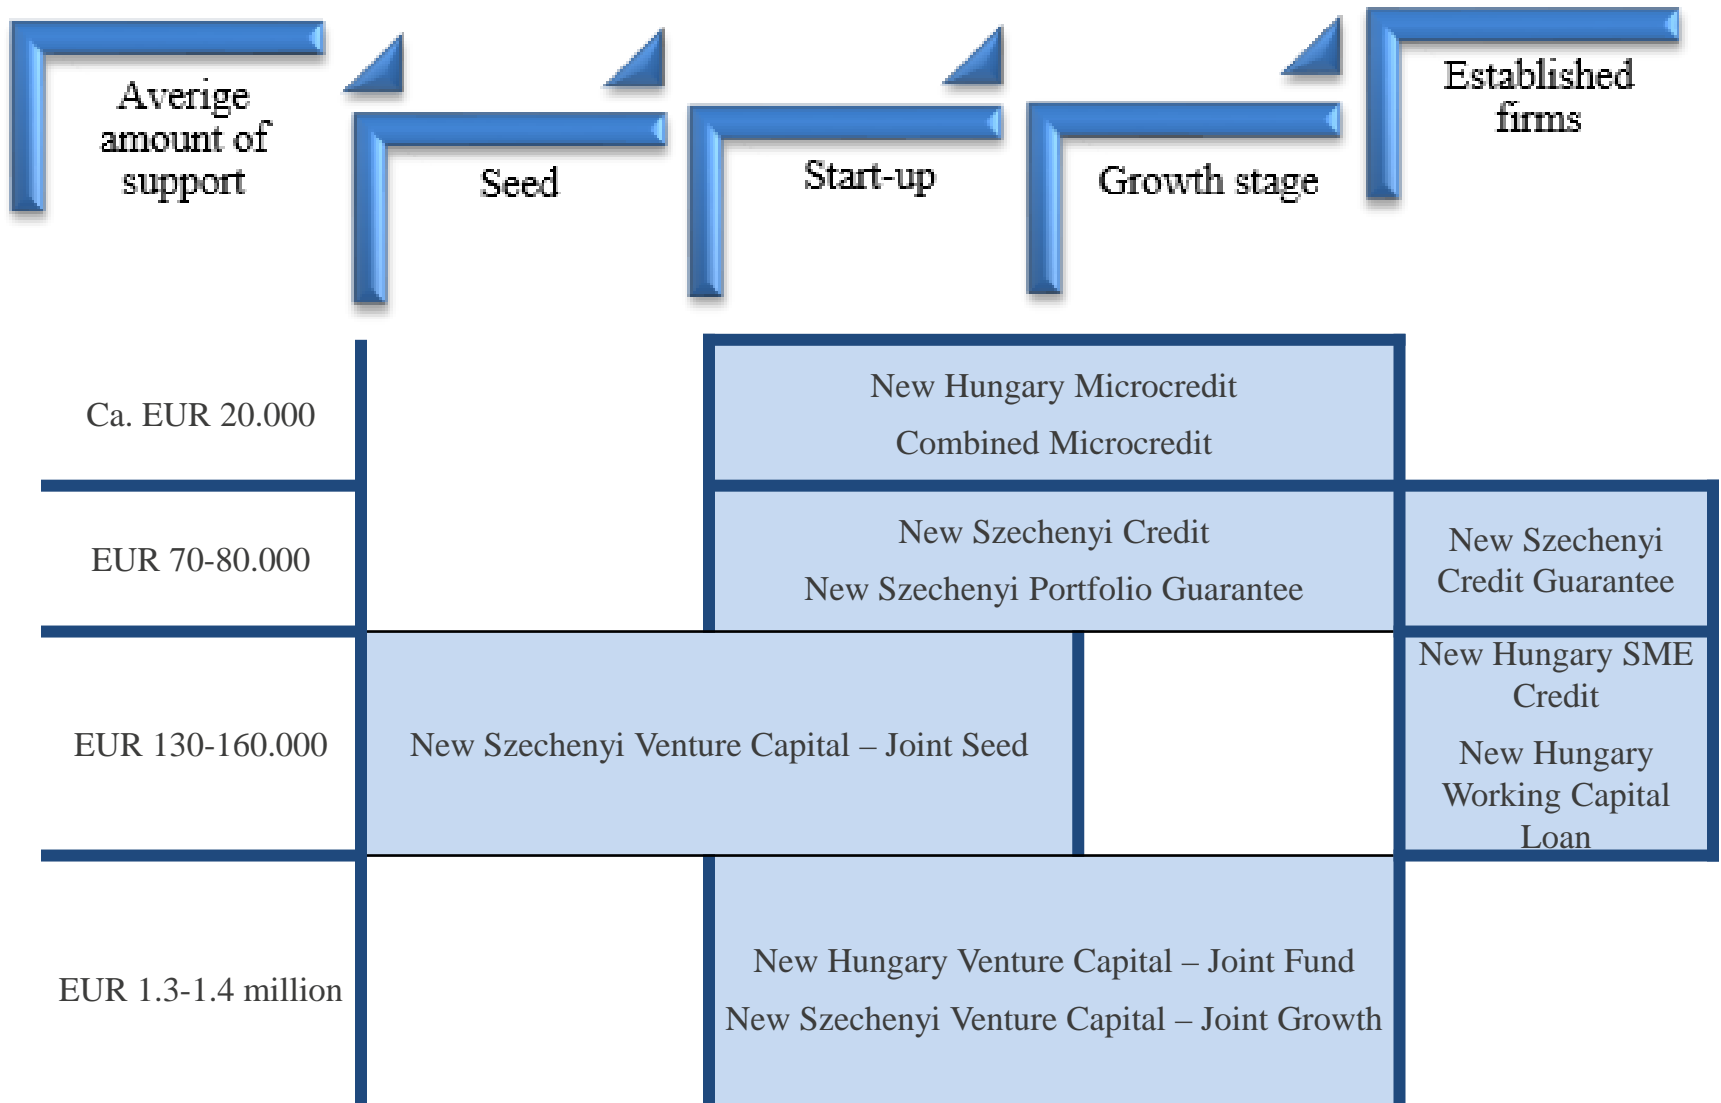 Averige
amount of
support
Seed
Start-up
Growth stage
Established
firms
Ca. EUR 20.000
New Hungary Microcredit
Combined Microcredit
EUR 70-80.000
New Szechenyi Credit
New Szechenyi Portfolio Guarantee
New Szechenyi
Credit Guarantee
EUR 130-160.000
New Szechenyi Venture Capital – Joint Seed
New Hungary SME
Credit
New Hungary
Working Capital
Loan
EUR 1.3-1.4 million
New Hungary Venture Capital – Joint Fund
New Szechenyi Venture Capital – Joint Growth